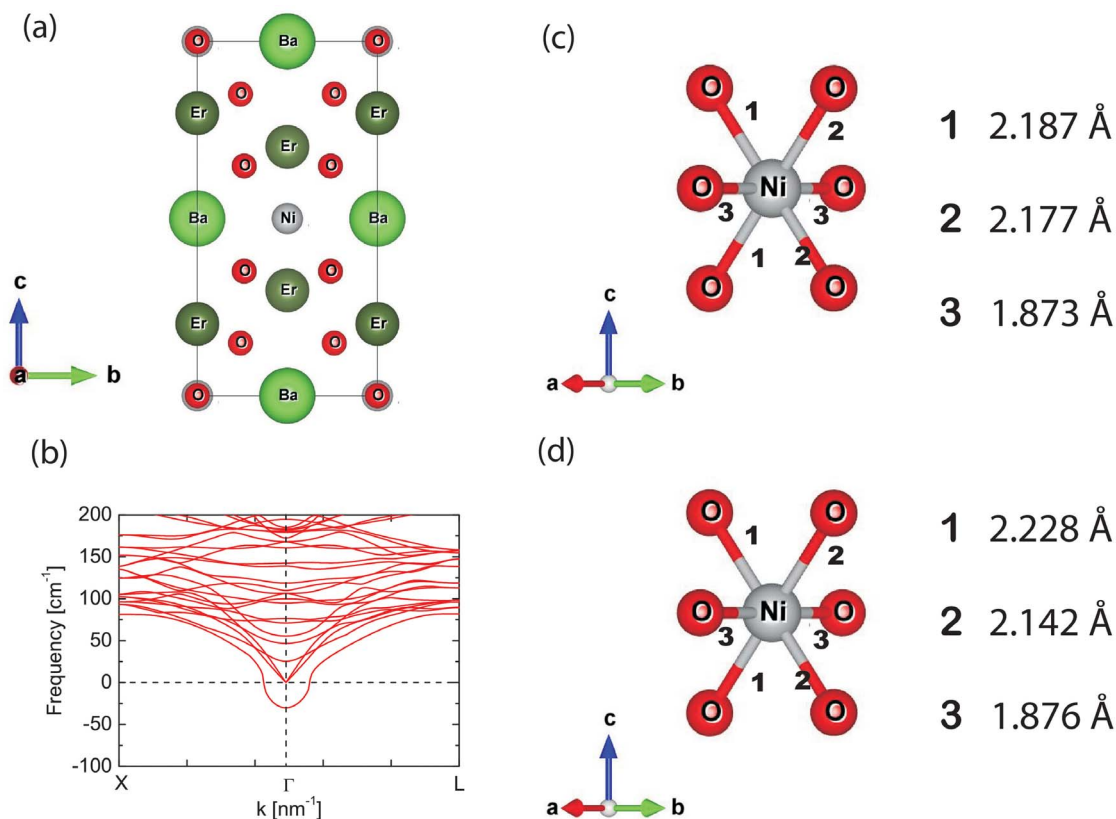 (a)
O Ba O
O O
Er Er
Er
O O
Ba Ni Ba
O O
Er
Er Er
O O
O Ba O
c
a b
(b)
200
150
100
50
0
-50
-100
Frequency [cm⁻¹]
X Γ L
k [nm⁻¹]
(c)
O O
1 2
O Ni O
3 3
1 2
O O
c
a b
1 2.187 Å
2 2.177 Å
3 1.873 Å
(d)
O O
1 2
O Ni O
3 3
1 2
O O
c
a b
1 2.228 Å
2 2.142 Å
3 1.876 Å